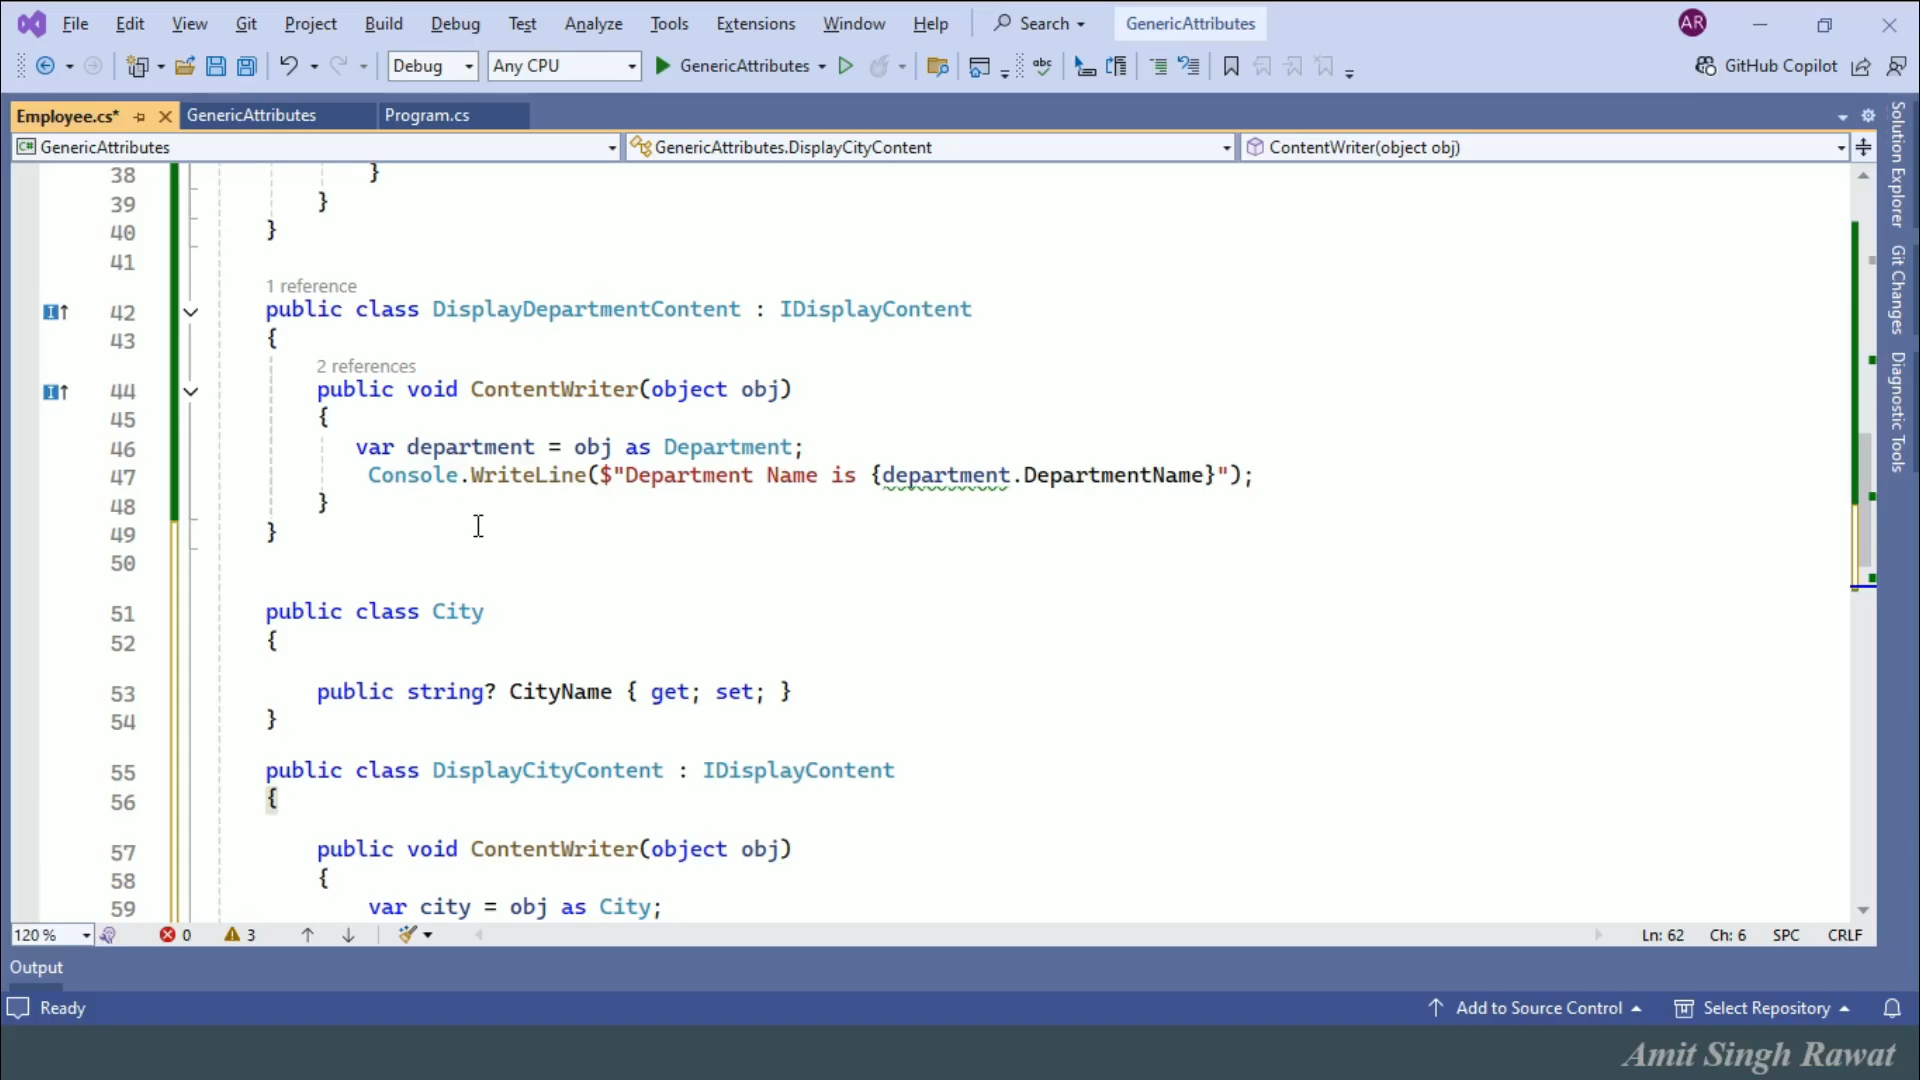 File Edit View Git Project Build Debug Test Analyze Tools Extensions Window Help Search GenericAttributes AR
Debug Any CPU GenericAttributes abc GitHub Copilot
Employee.cs* GenericAttributes Program.cs
C# GenericAttributes GenericAttributes.DisplayCityContent ContentWriter(object obj)
Solution Explorer
Git Changes
Diagnostic Tools
38 }
39 }
40 }
41
1 reference
42 public class DisplayDepartmentContent : IDisplayContent
43 {
2 references
44 public void ContentWriter(object obj)
45 {
46 var department = obj as Department;
47 Console.WriteLine($"Department Name is {department.DepartmentName}");
48 }
49 }
50
51 public class City
52 {
53 public string? CityName { get; set; }
54 }
55 public class DisplayCityContent : IDisplayContent
56 {
57 public void ContentWriter(object obj)
58 {
59 var city = obj as City;
120 % 0 3 Ln: 62 Ch: 6 SPC CRLF
Output
Ready Add to Source Control Select Repository
Amit Singh Rawat